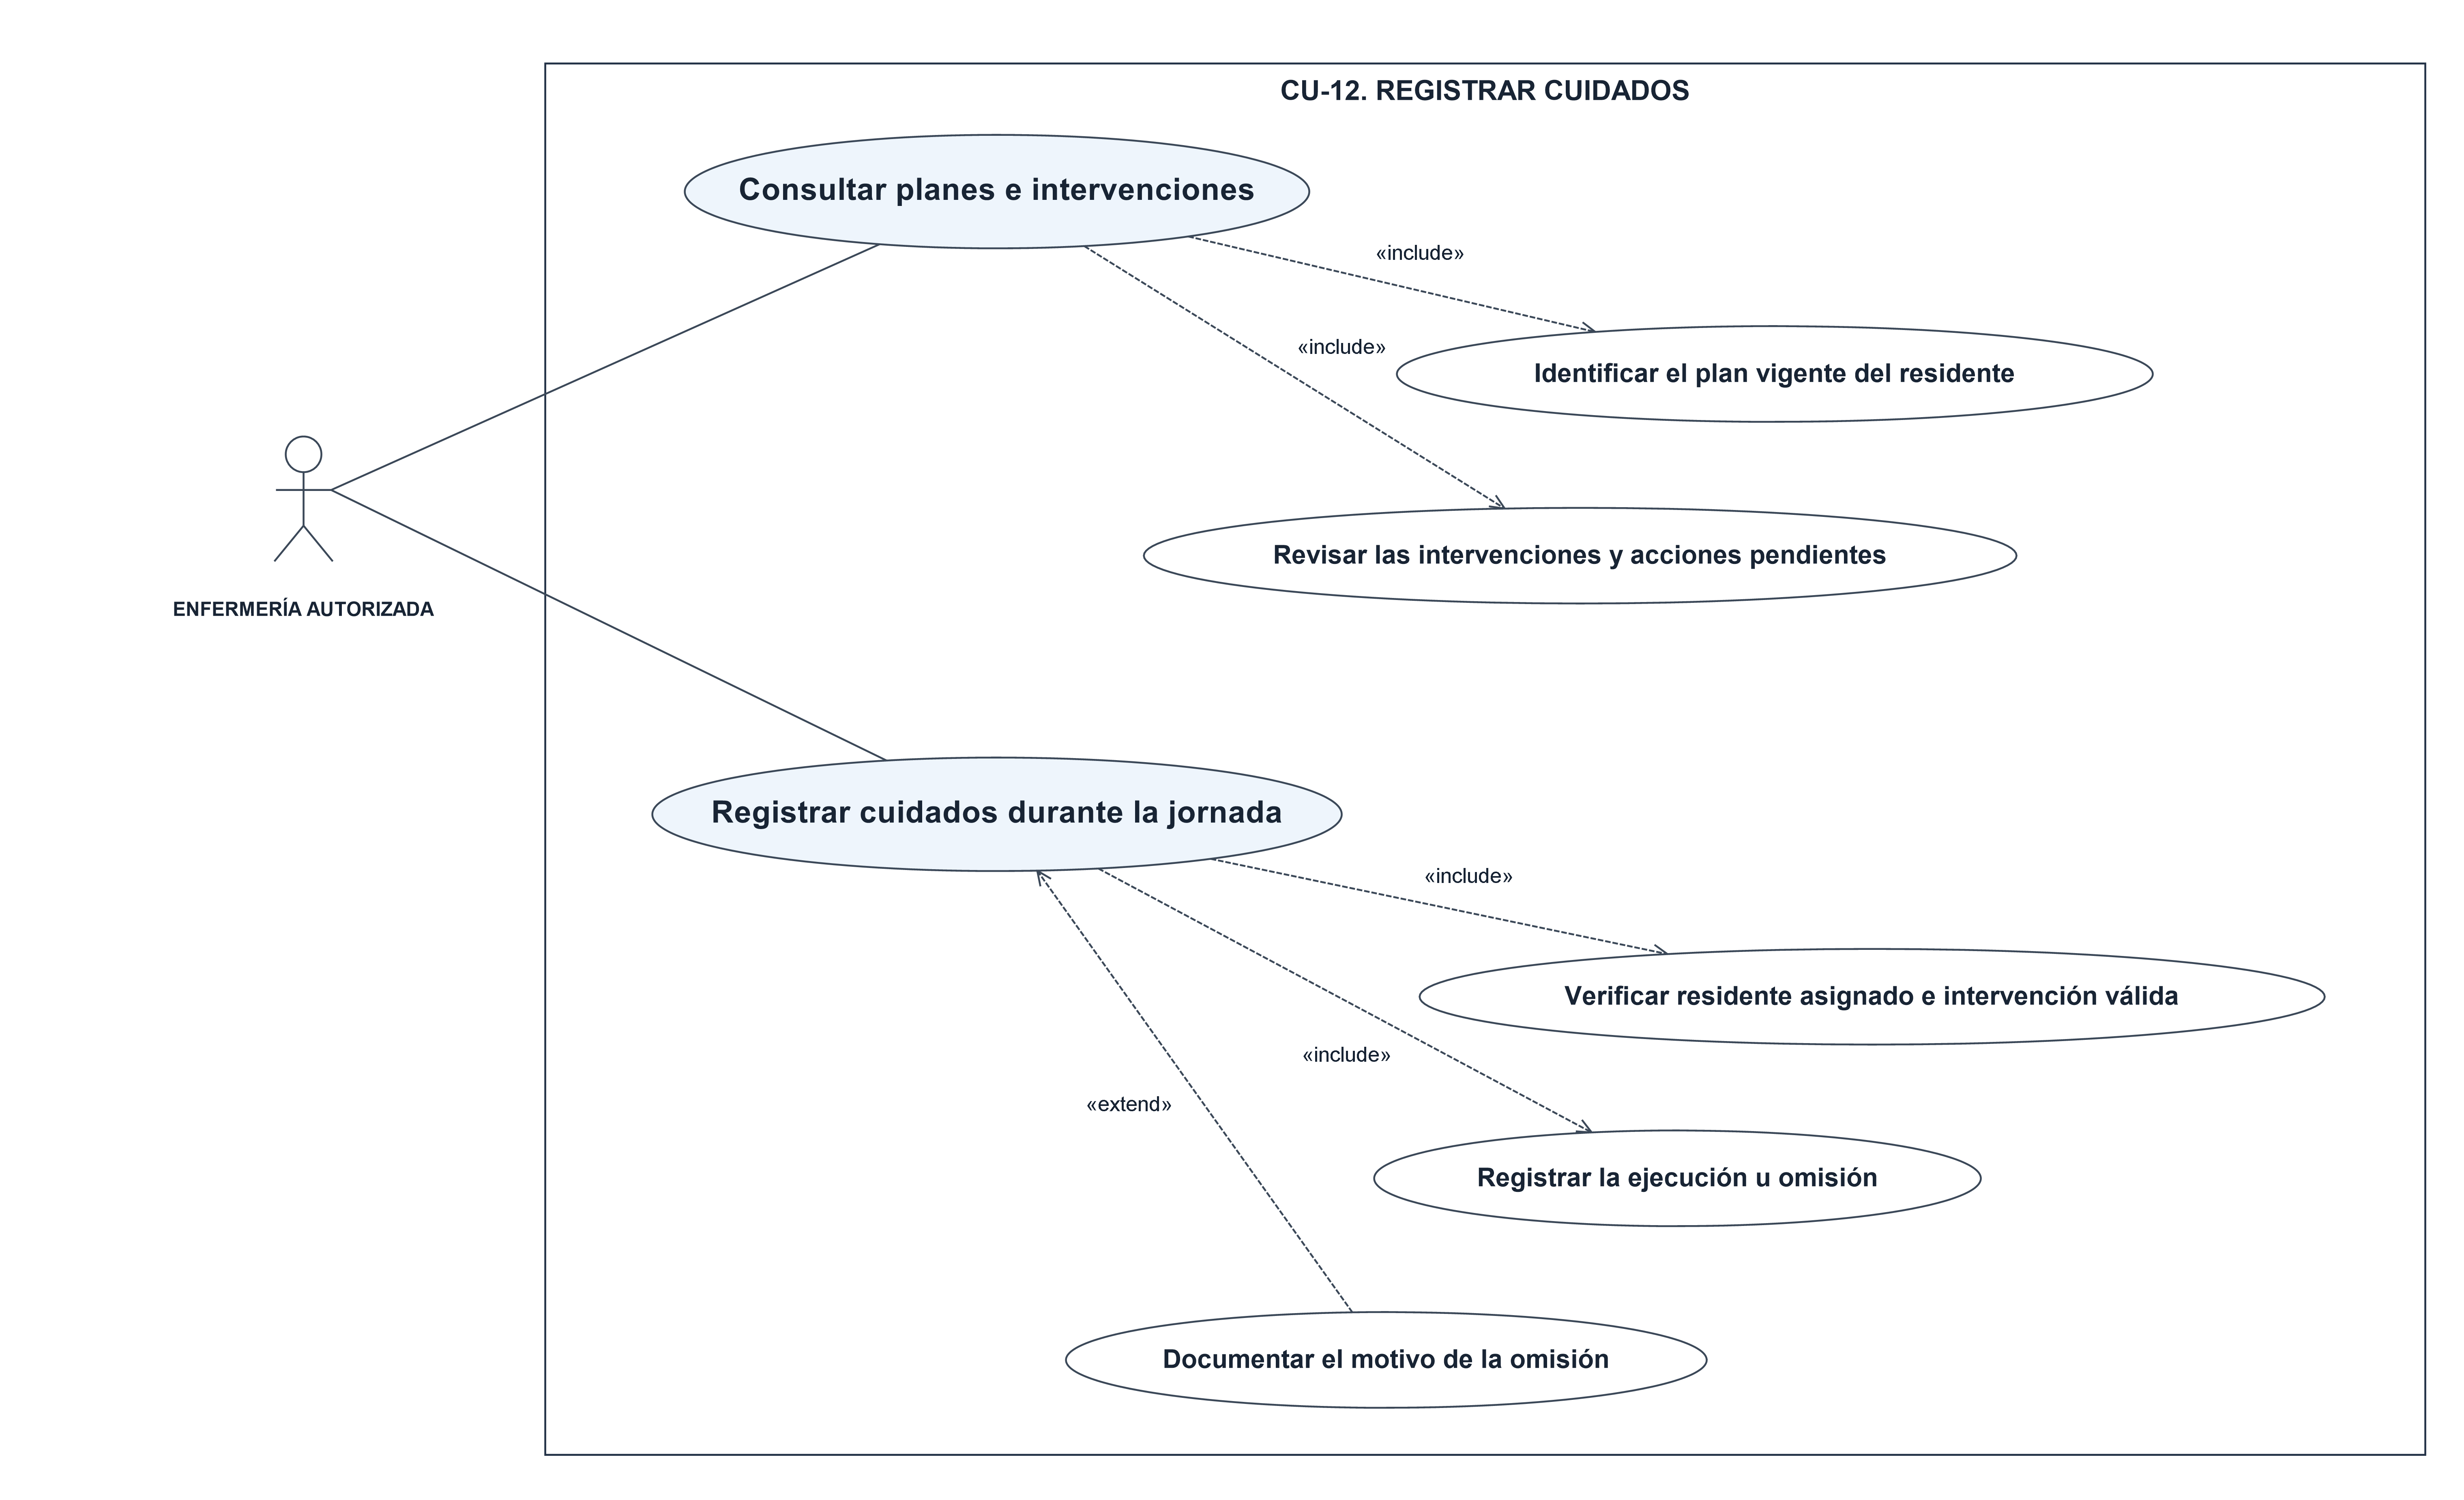 CU-12. REGISTRAR CUIDADOS
Consultar planes e intervenciones
«include»
«include»
Identificar el plan vigente del residente
Revisar las intervenciones y acciones pendientes
ENFERMERÍA AUTORIZADA
Registrar cuidados durante la jornada
«include»
Verificar residente asignado e intervención válida
«include»
«extend»
Registrar la ejecución u omisión
Documentar el motivo de la omisión